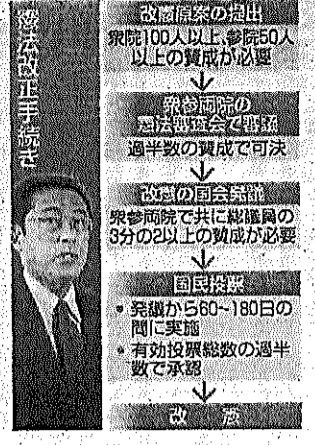 憲法改正手続き
改憲原案の提出
衆院100人以上、参院50人
以上の賛成が必要
衆参両院の
憲法審査会で審議
過半数の賛成で可決
改憲の国会発議
衆参両院で共に総議員の
3分の2以上の賛成が必要
国民投票
・発議から60~180日の
間に実施
・有効投票総数の過半
数で承認
改憲